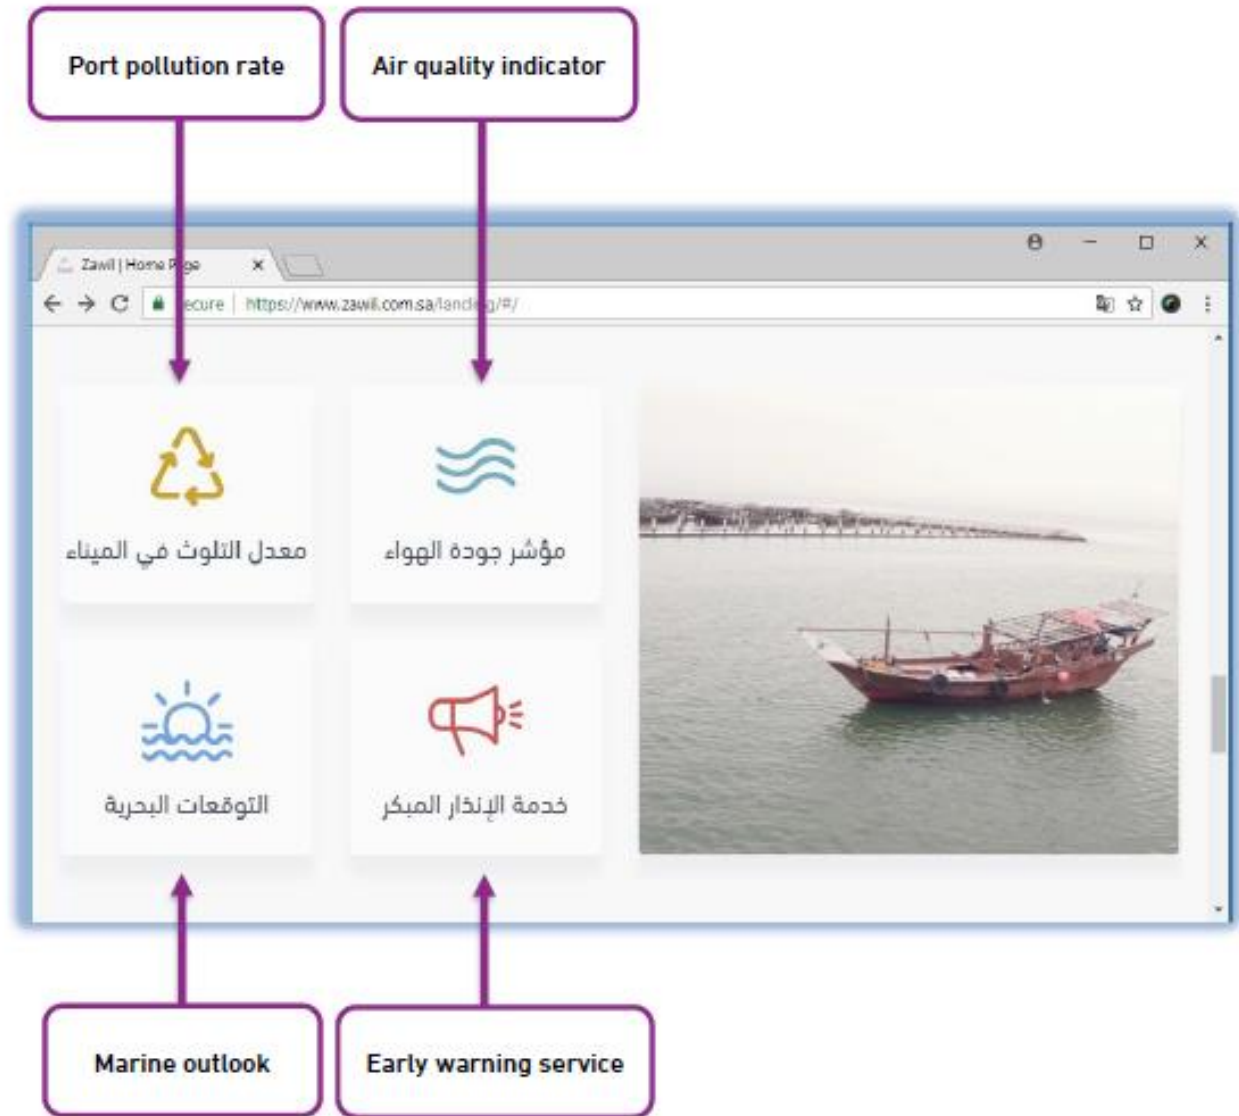 Port pollution rate
Air quality indicator
Zawil | Home Page
Secure | https://www.zawil.com.sa/landing/#/
معدل التلوث في الميناء
مؤشر جودة الهواء
التوقعات البحرية
خدمة الإنذار المبكر
Marine outlook
Early warning service